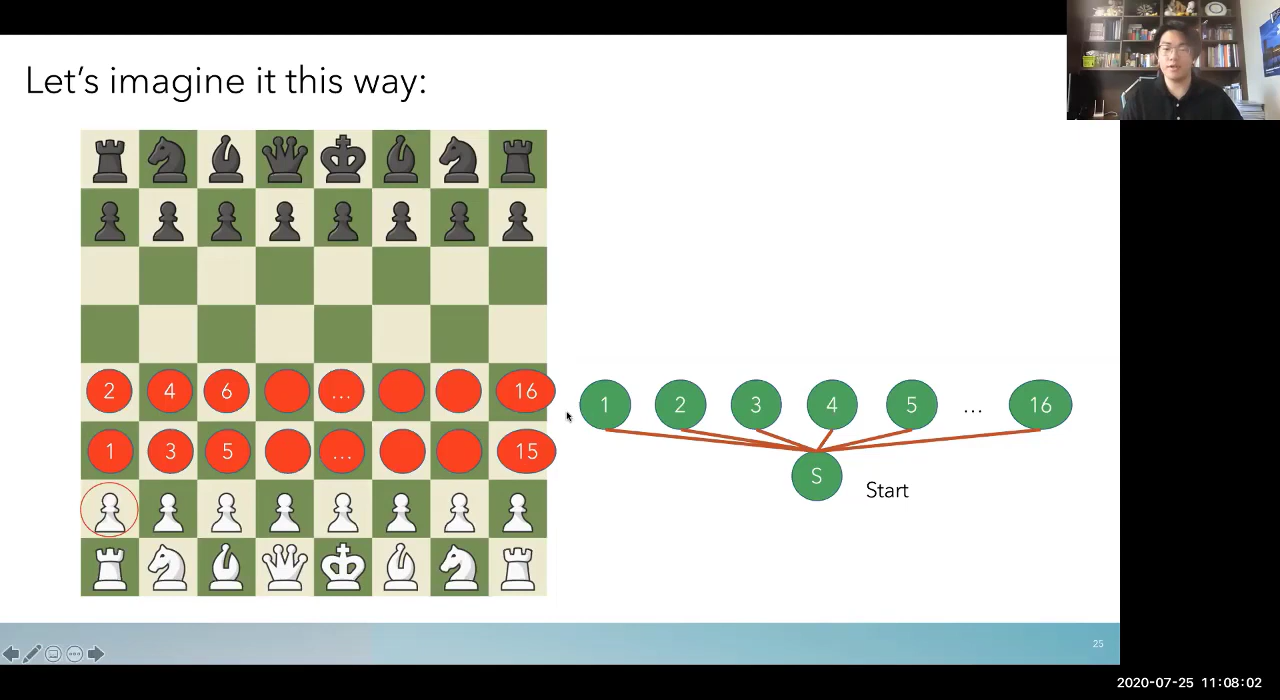 Let's imagine it this way:
2 4 6 ... 16
1 3 5 ... 15
1 2 3 4 5 ... 16
S
Start
25
2020-07-25 11:08:02